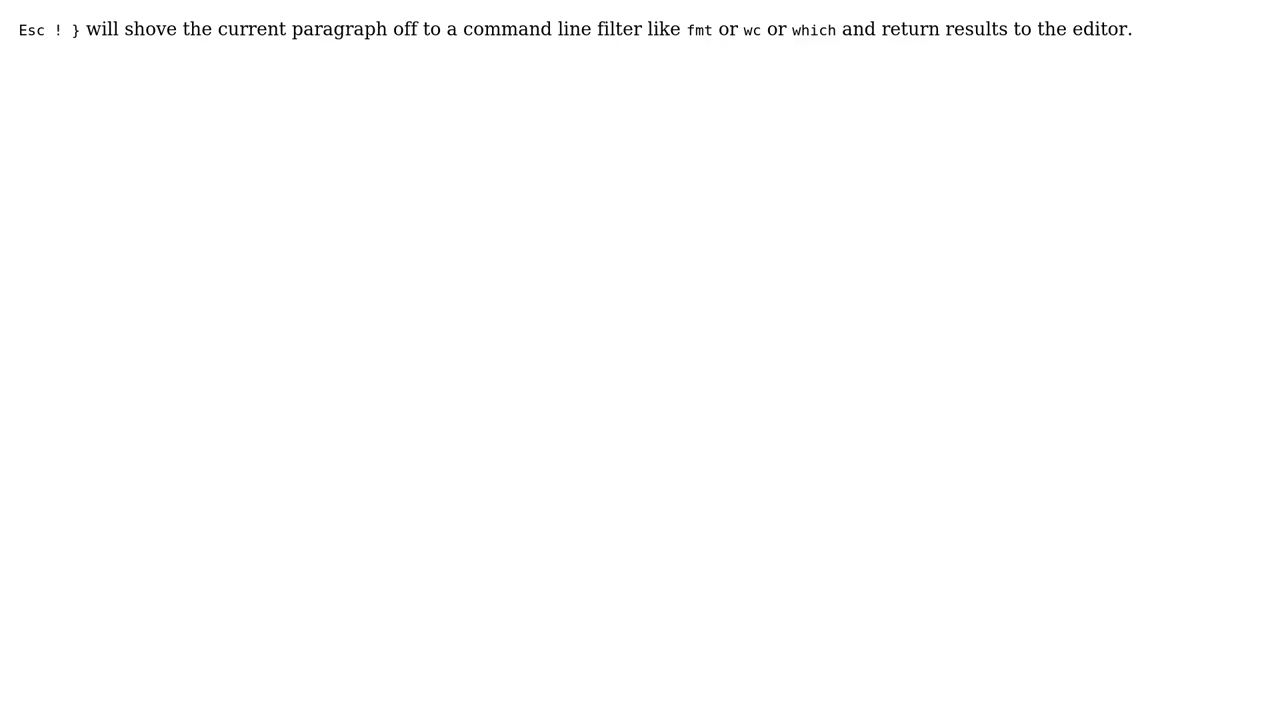 Esc ! } will shove the current paragraph off to a command line filter like fmt or wc or which and return results to the editor.